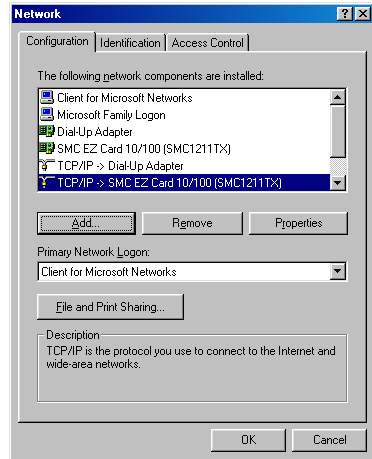 Network
Configuration Identification Access Control
The following network components are installed:
Client for Microsoft Networks
Microsoft Family Logon
Dial-Up Adapter
SMC EZ Card 10/100 (SMC1211TX)
TCP/IP -> Dial-Up Adapter
TCP/IP -> SMC EZ Card 10/100 (SMC1211TX)
Add... Remove Properties
Primary Network Logon:
Client for Microsoft Networks
File and Print Sharing...
Description
TCP/IP is the protocol you use to connect to the Internet and
wide-area networks.
OK Cancel